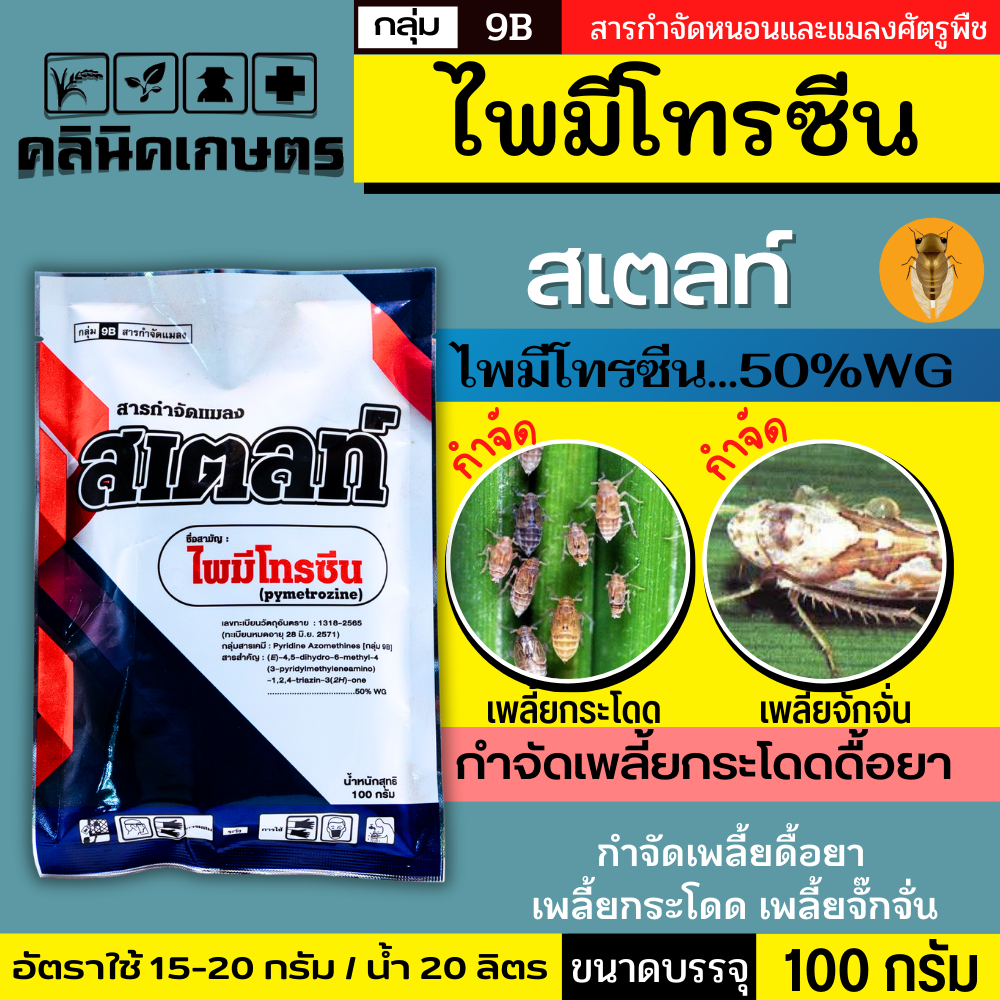 กลุ่ม 9B สารกำจัดหนอนและแมลงศัตรูพืช
ไพมีโทรซีน
คลินิคเกษตร
สเตลท์
ไพมีโทรซีน...50%WG
กลุ่ม 9B สารกำจัดแมลง
สารกำจัดแมลง
สเตลท์
ชื่อสามัญ :
ไพมีโทรซีน
(pymetrozine)
เลขทะเบียนวัตถุอันตราย : 1318-2565
(ทะเบียนหมดอายุ 28 มิ.ย. 2571)
กลุ่มสารเคมี : Pyridine Azomethines [กลุ่ม 9B]
สารสำคัญ : (E)-4,5-dihydro-6-methyl-4
(3-pyridylmethyleneamino)
-1,2,4-triazin-3(2H)-one
...................................50% WG
น้ำหนักสุทธิ
100 กรัม
ระวัง
การใช้
กำจัด
กำจัด
เพลี้ยกระโดด
เพลี้ยจักจั่น
กำจัดเพลี้ยกระโดดดื้อยา
กำจัดเพลี้ยดื้อยา
เพลี้ยกระโดด เพลี้ยจั๊กจั่น
อัตราใช้ 15-20 กรัม / น้ำ 20 ลิตร
ขนาดบรรจุ 100 กรัม